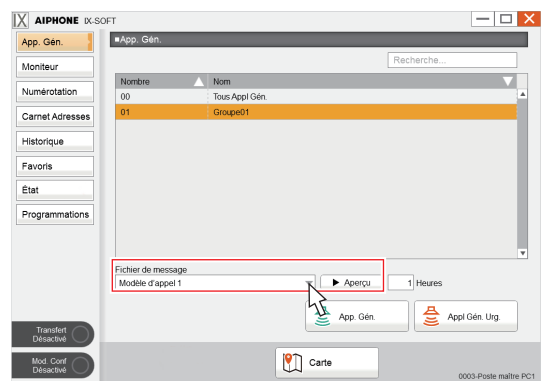 AIPHONE IX-SOFT
App. Gén.
Moniteur
Numérotation
Carnet Adresses
Historique
Favoris
État
Programmations
Transfert
Désactivé
Mod. Conf
Désactivé
■App. Gén.
Recherche...
Nombre Nom
00 Tous Appl Gén.
01 Groupe01
Fichier de message
Modèle d'appel 1 Aperçu 1 Heures
App. Gén. Appl Gén. Urg.
Carte
0003-Poste maître PC1